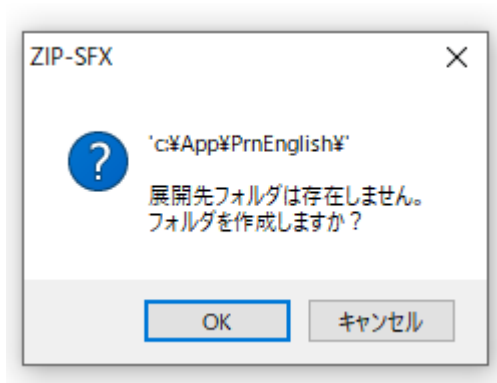 ZIP-SFX
'c:¥App¥PrnEnglish¥'
展開先フォルダは存在しません。
フォルダを作成しますか？
OK
キャンセル